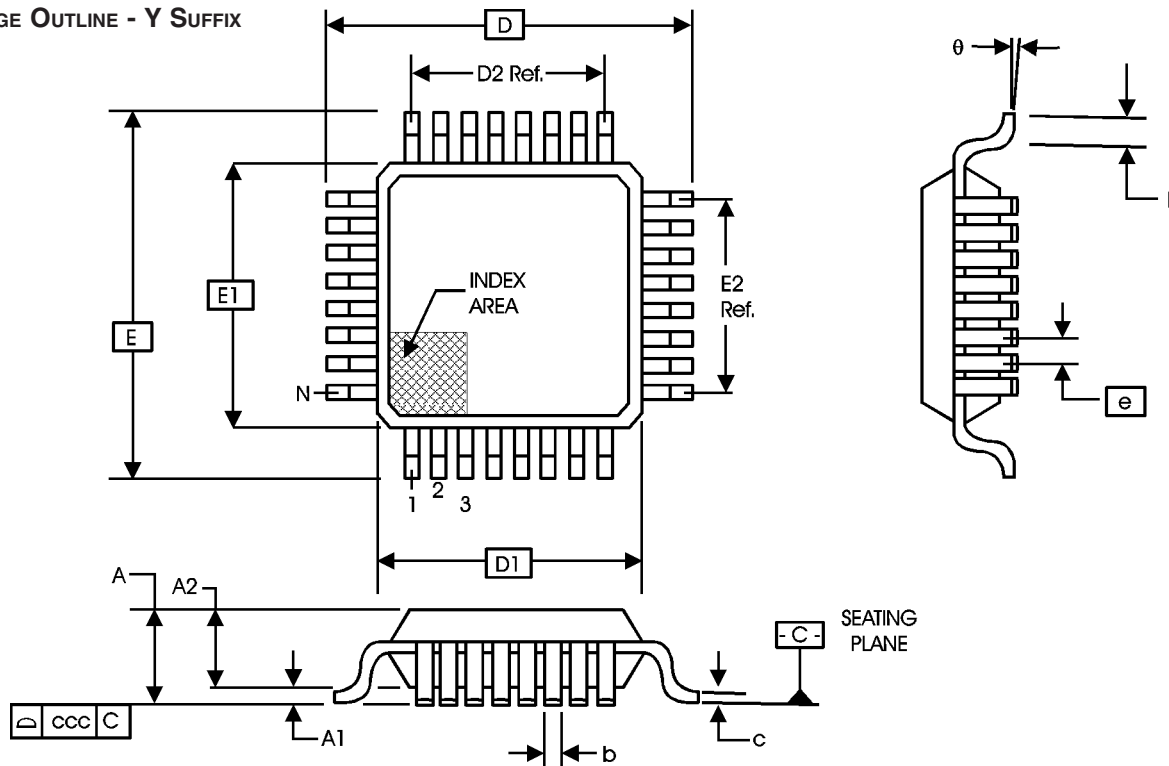 GE OUTLINE - Y SUFFIX
D
D2 Ref.
θ
E1
E
INDEX
AREA
E2
Ref.
N
e
1
2
3
D1
A
A2
- C -
SEATING
PLANE
ccc C
A1
b
c